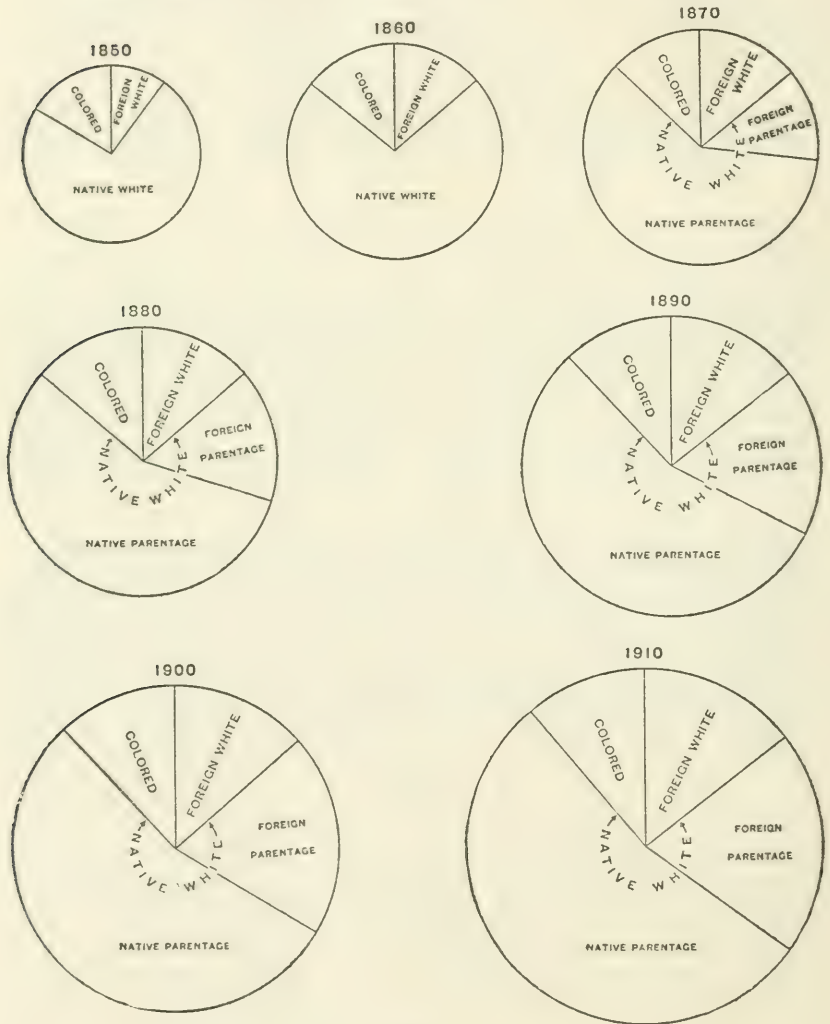 1850
COLORED
FOREIGN
WHITE
NATIVE WHITE
1860
COLORED
FOREIGN WHITE
NATIVE WHITE
1870
COLORED
FOREIGN
WHITE
FOREIGN
PARENTAGE
NATIVE WHITE
NATIVE PARENTAGE
1880
COLORED
FOREIGN WHITE
FOREIGN
PARENTAGE
NATIVE WHITE
NATIVE PARENTAGE
1890
COLORED
FOREIGN WHITE
FOREIGN
PARENTAGE
NATIVE WHITE
NATIVE PARENTAGE
1900
COLORED
FOREIGN WHITE
FOREIGN
PARENTAGE
NATIVE WHITE
NATIVE PARENTAGE
1910
COLORED
FOREIGN WHITE
FOREIGN
PARENTAGE
NATIVE WHITE
NATIVE PARENTAGE